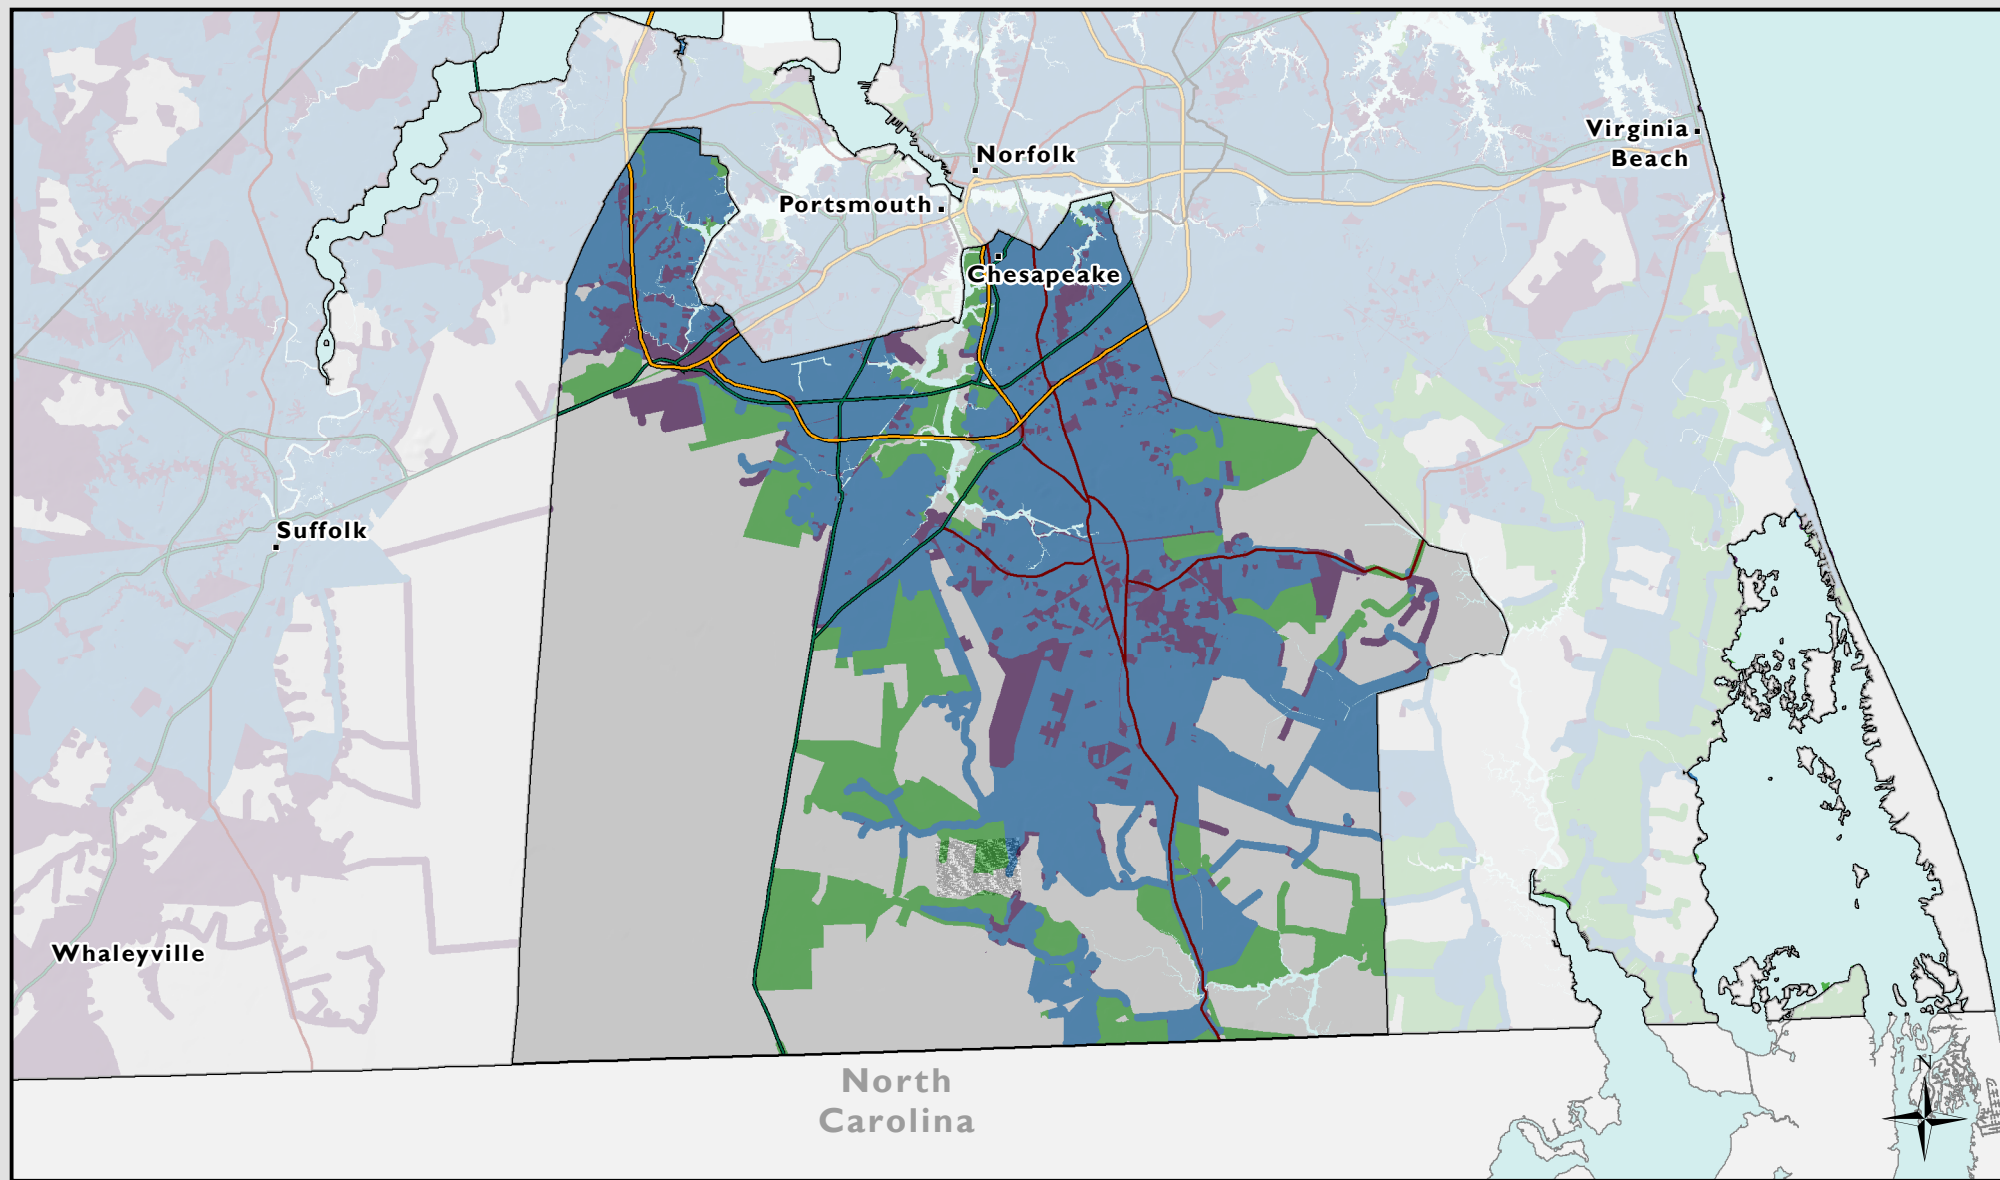 Norfolk
Virginia
Beach
Portsmouth
Chesapeake
Suffolk
Whaleyville
North
Carolina
N